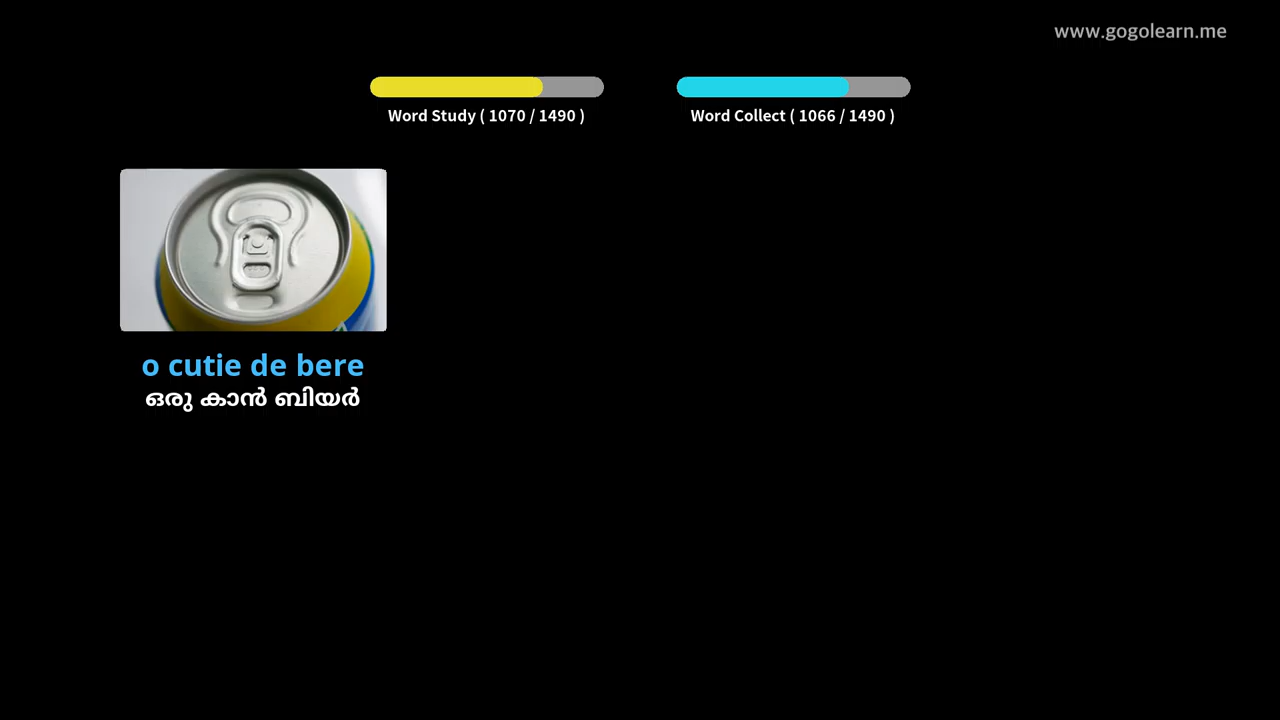 www.gogolearn.me
Word Study ( 1070 / 1490 )
Word Collect ( 1066 / 1490 )
o cutie de bere
ഒരു കാൻ ബിയർ